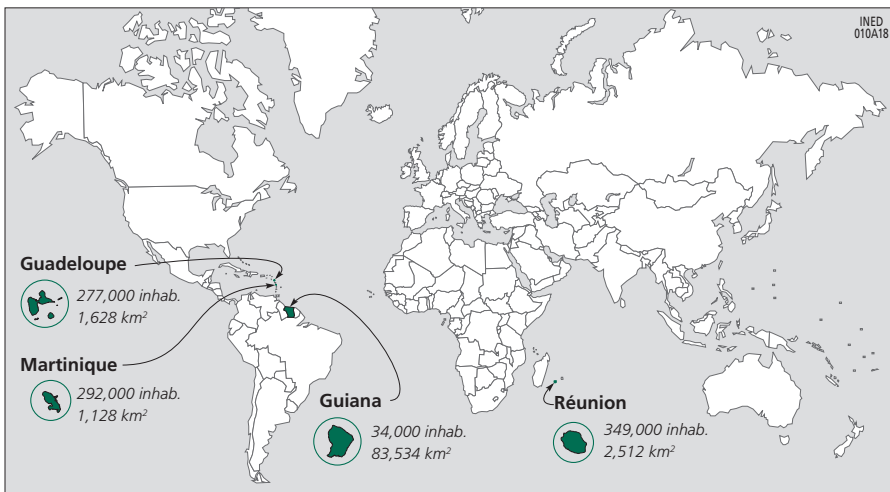 INED
010A18
Guadeloupe
277,000 inhab.
1,628 km²
Martinique
292,000 inhab.
1,128 km²
Guiana
34,000 inhab.
83,534 km²
Réunion
349,000 inhab.
2,512 km²